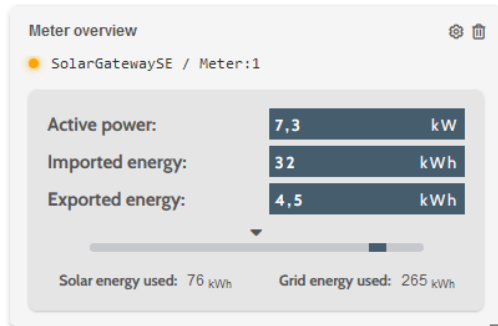 Meter overview
SolarGatewaySE / Meter:1
Active power: 7,3 kW
Imported energy: 32 kWh
Exported energy: 4,5 kWh
Solar energy used: 76 kWh Grid energy used: 265 kWh